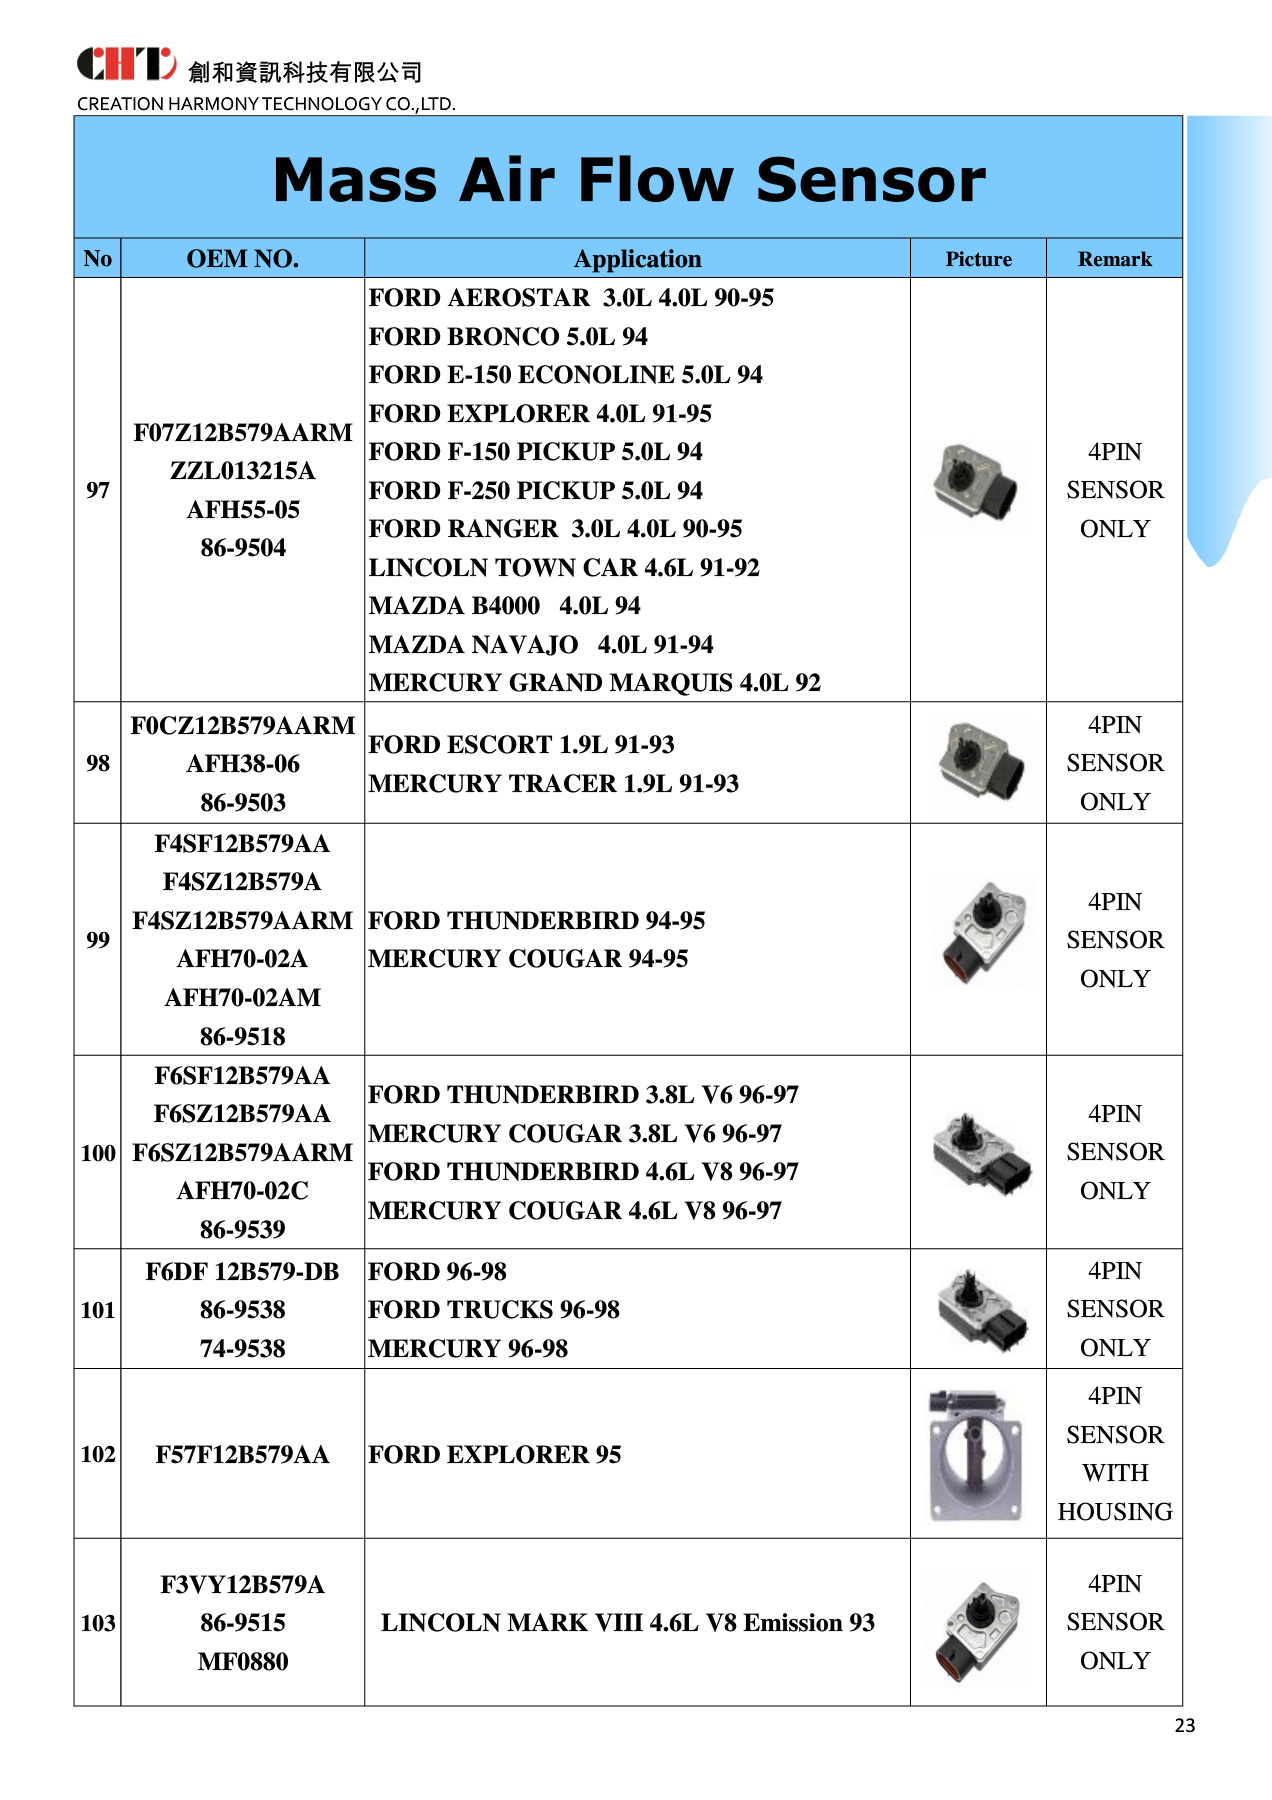 CHT 創和資訊科技有限公司
CREATION HARMONY TECHNOLOGY CO.,LTD.
Mass Air Flow Sensor
No OEM NO. Application Picture Remark
97
F07Z12B579AARM
ZZL013215A
AFH55-05
86-9504
FORD AEROSTAR 3.0L 4.0L 90-95
FORD BRONCO 5.0L 94
FORD E-150 ECONOLINE 5.0L 94
FORD EXPLORER 4.0L 91-95
FORD F-150 PICKUP 5.0L 94
FORD F-250 PICKUP 5.0L 94
FORD RANGER 3.0L 4.0L 90-95
LINCOLN TOWN CAR 4.6L 91-92
MAZDA B4000 4.0L 94
MAZDA NAVAJO 4.0L 91-94
MERCURY GRAND MARQUIS 4.0L 92
4PIN
SENSOR
ONLY
98
F0CZ12B579AARM
AFH38-06
86-9503
FORD ESCORT 1.9L 91-93
MERCURY TRACER 1.9L 91-93
4PIN
SENSOR
ONLY
99
F4SF12B579AA
F4SZ12B579A
F4SZ12B579AARM
AFH70-02A
AFH70-02AM
86-9518
FORD THUNDERBIRD 94-95
MERCURY COUGAR 94-95
4PIN
SENSOR
ONLY
100
F6SF12B579AA
F6SZ12B579AA
F6SZ12B579AARM
AFH70-02C
86-9539
FORD THUNDERBIRD 3.8L V6 96-97
MERCURY COUGAR 3.8L V6 96-97
FORD THUNDERBIRD 4.6L V8 96-97
MERCURY COUGAR 4.6L V8 96-97
4PIN
SENSOR
ONLY
101
F6DF 12B579-DB
86-9538
74-9538
FORD 96-98
FORD TRUCKS 96-98
MERCURY 96-98
4PIN
SENSOR
ONLY
102
F57F12B579AA
FORD EXPLORER 95
4PIN
SENSOR
WITH
HOUSING
103
F3VY12B579A
86-9515
MF0880
LINCOLN MARK VIII 4.6L V8 Emission 93
4PIN
SENSOR
ONLY
23